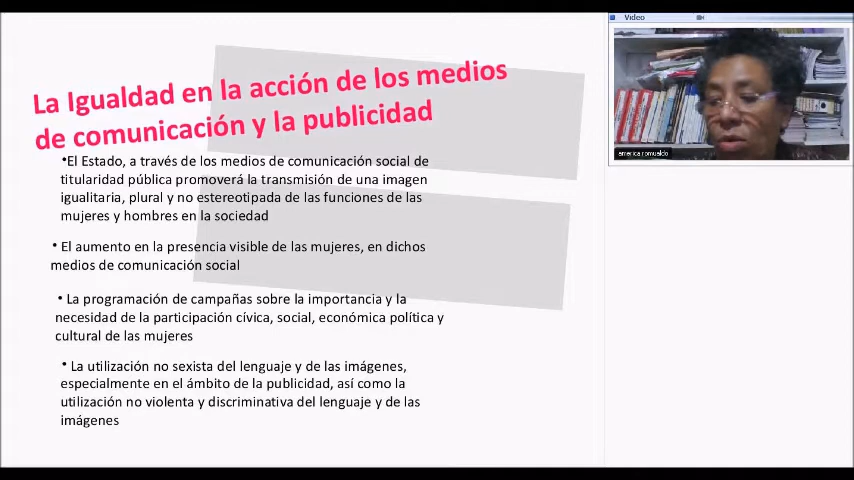 La Igualdad en la acción de los medios
de comunicación y la publicidad
•El Estado, a través de los medios de comunicación social de
titularidad pública promoverá la transmisión de una imagen
igualitaria, plural y no estereotipada de las funciones de las
mujeres y hombres en la sociedad
• El aumento en la presencia visible de las mujeres, en dichos
medios de comunicación social
• La programación de campañas sobre la importancia y la
necesidad de la participación cívica, social, económica política y
cultural de las mujeres
• La utilización no sexista del lenguaje y de las imágenes,
especialmente en el ámbito de la publicidad, así como la
utilización no violenta y discriminativa del lenguaje y de las
imágenes
Video
america romualdo